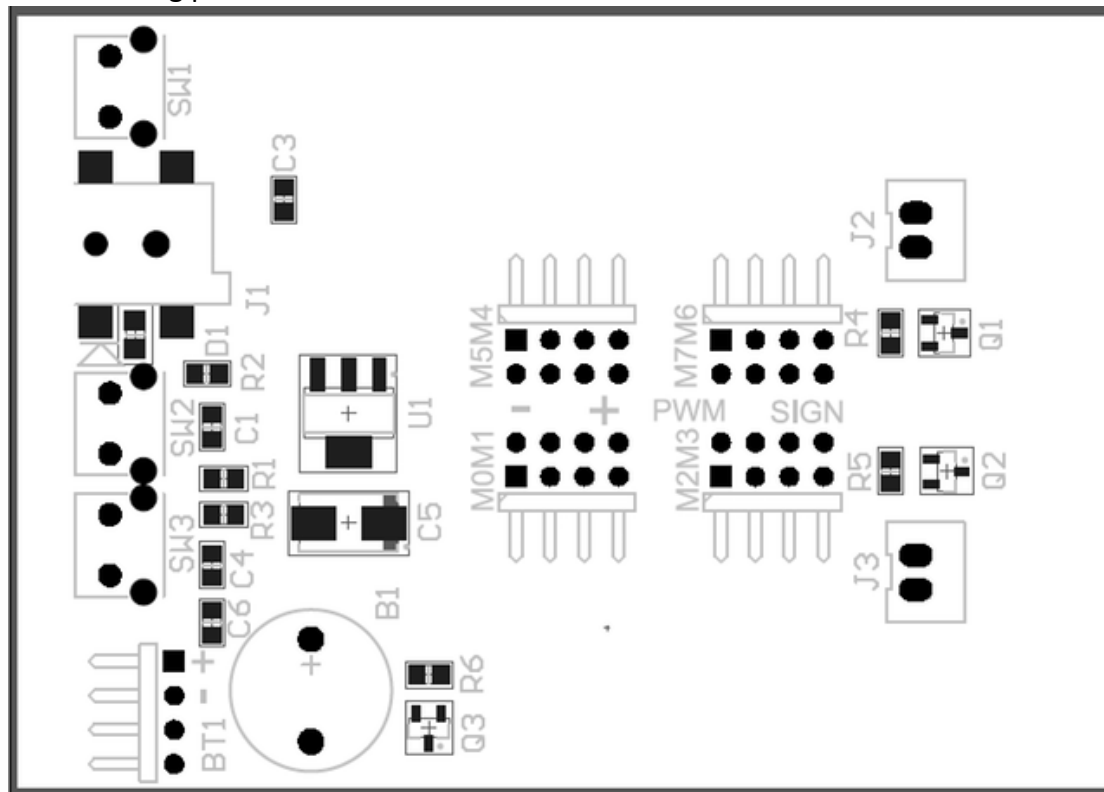 SW1
C3
J2
J1
M5M4
M7M6
R4
Q1
D1
R2
U1
SW2
C1
- + PWM SIGN
R1
M0M1
M2M3
R5
Q2
R3
C5
SW3
C4
J3
B1
C6
+
+
R6
-
BT1
Q3